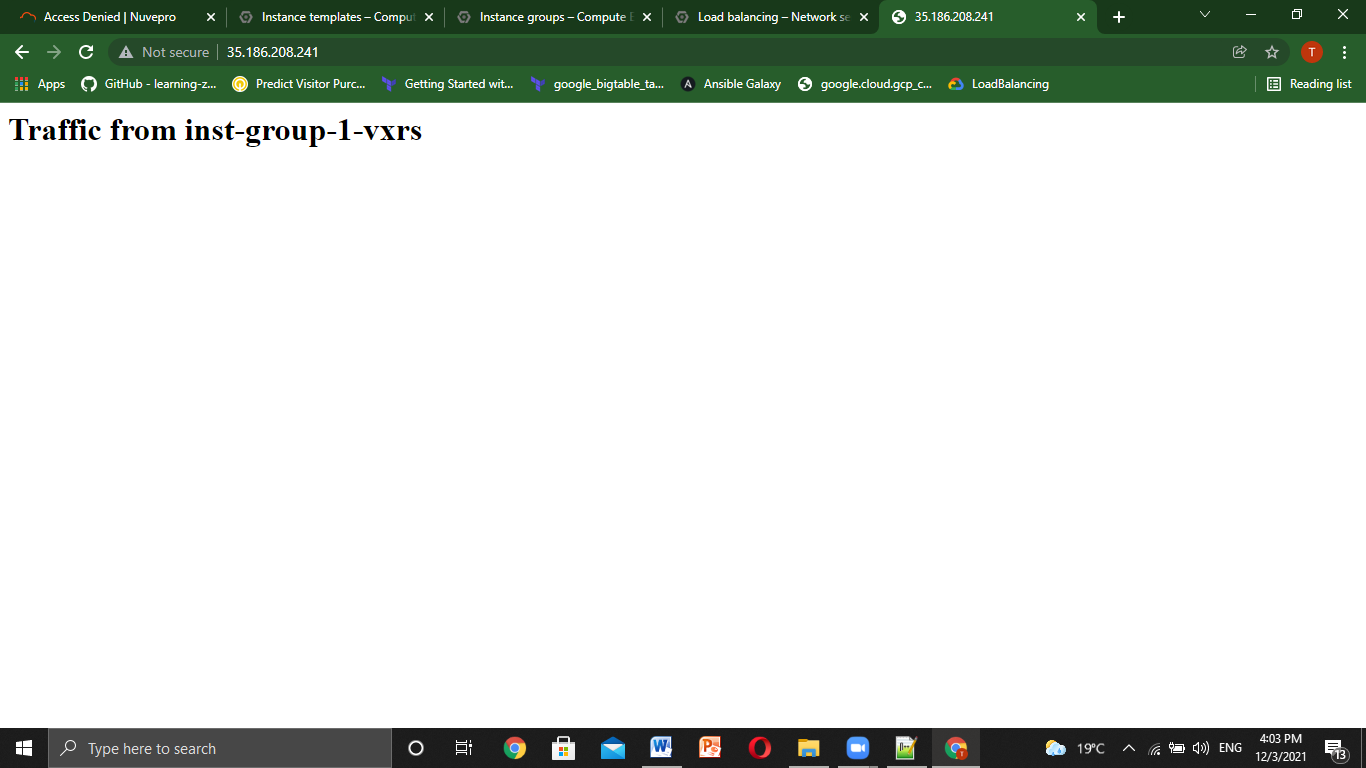 Access Denied | Nuvepro
Instance templates – Comput
Instance groups – Compute E
Load balancing – Network se
35.186.208.241
Not secure
35.186.208.241
T
Apps
GitHub - learning-z...
Predict Visitor Purc...
Getting Started wit...
google_bigtable_ta...
A
Ansible Galaxy
google.cloud.gcp_c...
LoadBalancing
Reading list
Traffic from inst-group-1-vxrs
Type here to search
19°C
ENG
4:03 PM
12/3/2021
13